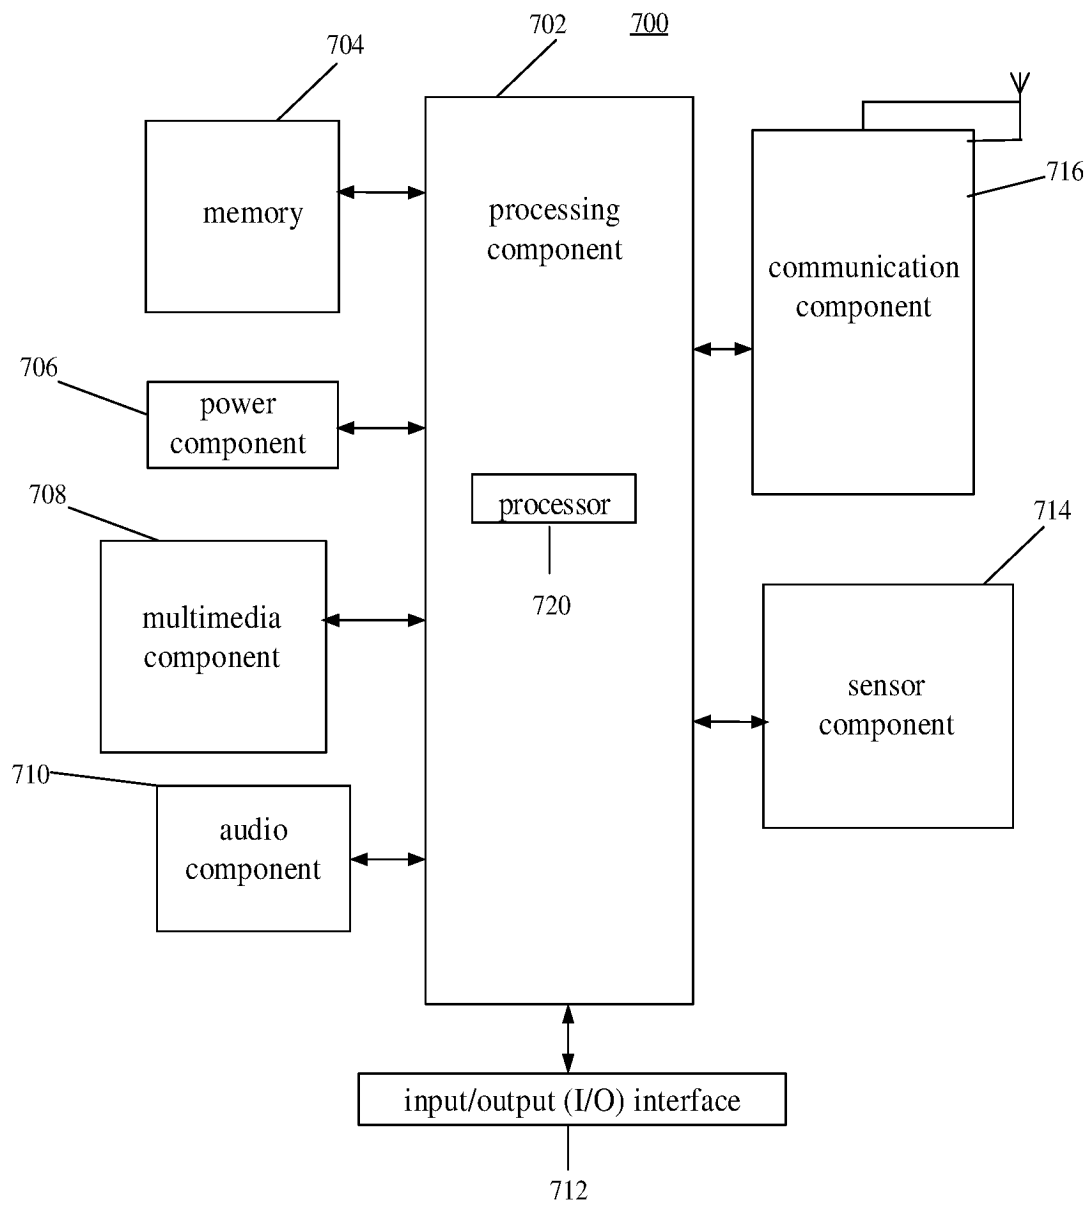 702
700
704
memory
processing
component
716
communication
component
706
power
component
708
processor
714
720
multimedia
component
sensor
component
710
audio
component
input/output (I/O) interface
712